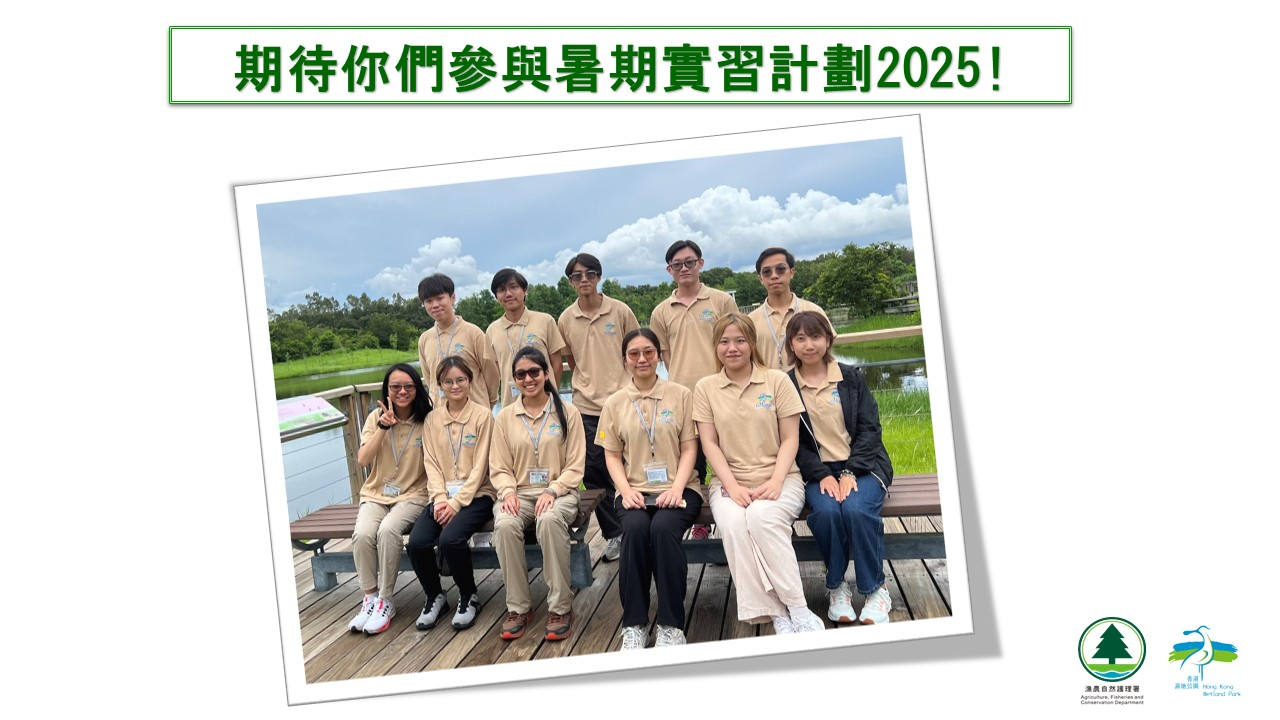 期待你們參與暑期實習計劃2025!
漁農自然護理署
Agriculture, Fisheries and
Conservation Department
香港
濕地公園
Hong Kong
Wetland Park